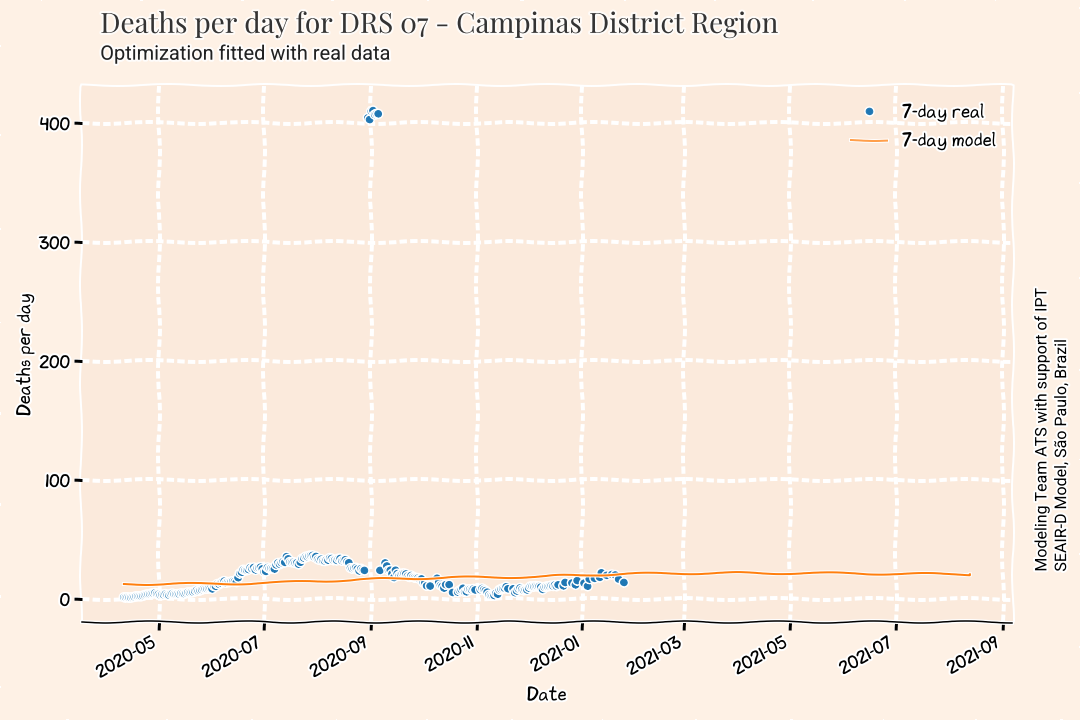 Deaths per day for DRS 07 - Campinas District Region
Optimization fitted with real data
7-day real
7-day model
400
300
200
100
0
Deaths per day
2020-05
2020-07
2020-09
2020-11
2021-01
2021-03
2021-05
2021-07
2021-09
Date
Modeling Team ATS with support of IPT
SEAIR-D Model, São Paulo, Brazil